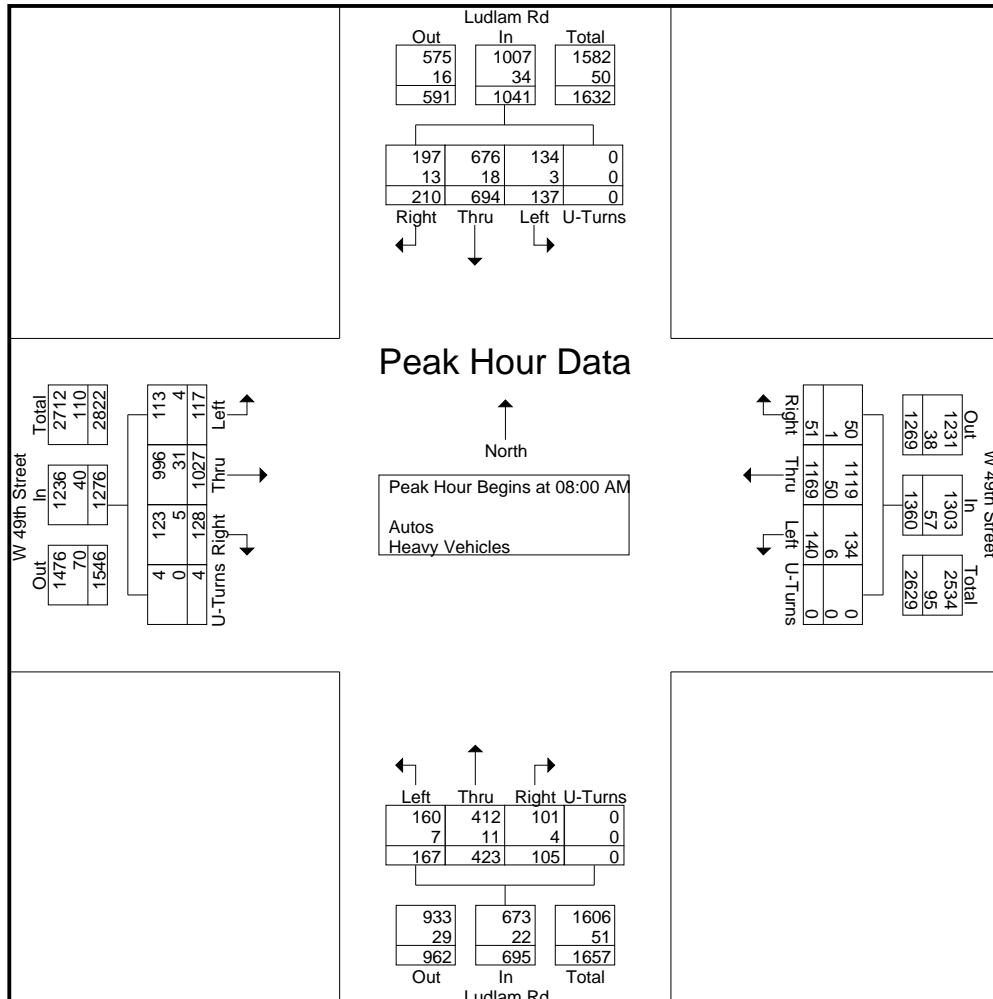 Ludlam Rd
Out In Total
575 1007 1582
16 34 50
591 1041 1632
197 676 134 0
13 18 3 0
210 694 137 0
Right Thru Left U-Turns
Peak Hour Data
North
Peak Hour Begins at 08:00 AM
Autos
Heavy Vehicles
W 49th Street
Out In Total
1476 1236 2712
70 40 110
1546 1276 2822
4 123 996 113
0 5 31 4
4 128 1027 117
U-Turns Right Thru Left
W 49th Street
Out In Total
1231 1303 2534
38 57 95
1269 1360 2629
50 1119 134 0
1 50 6 0
51 1169 140 0
Right Thru Left U-Turns
Left Thru Right U-Turns
160 412 101 0
7 11 4 0
167 423 105 0
933 673 1606
29 22 51
962 695 1657
Out In Total
Ludlam Rd